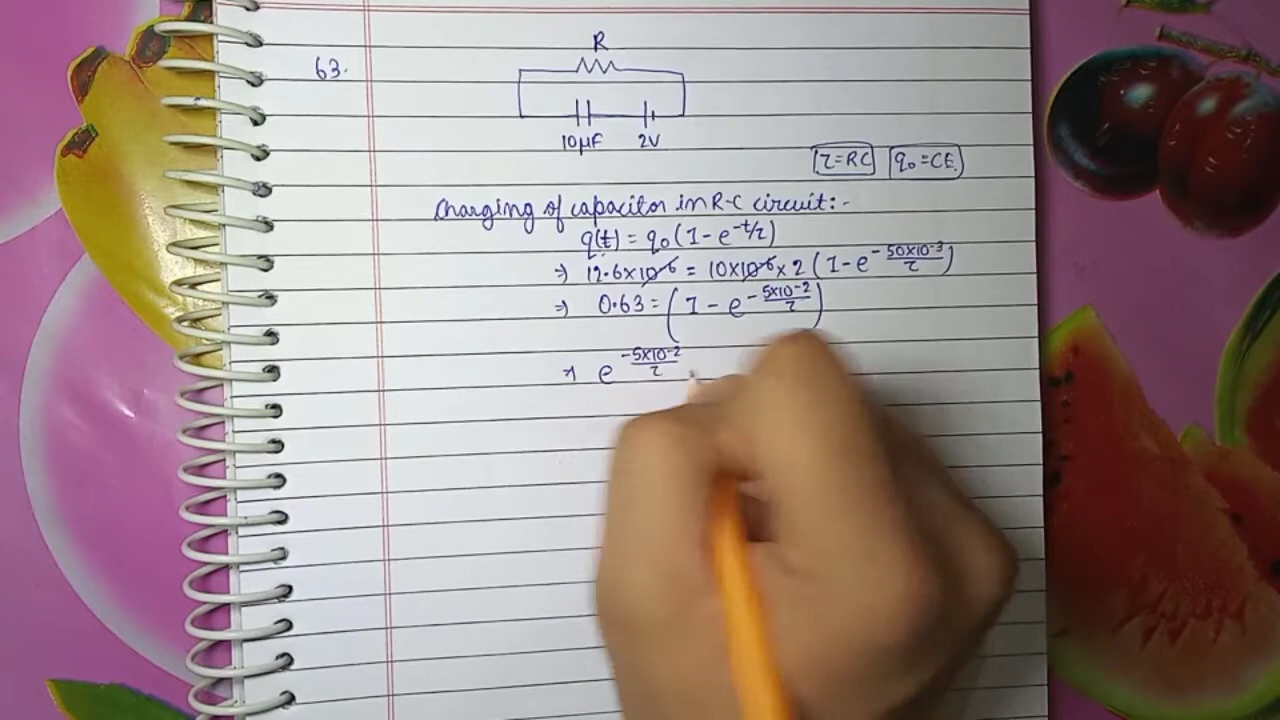 63.
R
10μF 2V
τ=RC q₀=CE
Charging of capacitor in R-C circuit:-
q(t) = q₀(1-e^-t/τ)
⇒ 12.6×10^-6 = 10×10^-6×2 (1-e^-50×10^-3/τ)
⇒ 0.63 = (1-e^-5×10^-2/τ)
⇒ e^-5×10^-2/τ